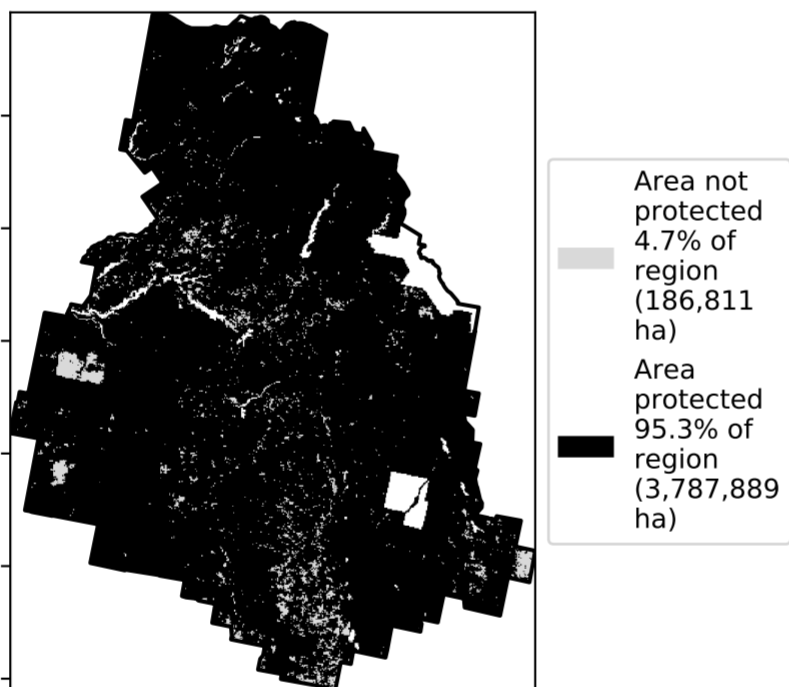 Area not
protected
4.7% of
region
(186,811
ha)
Area
protected
95.3% of
region
(3,787,889
ha)